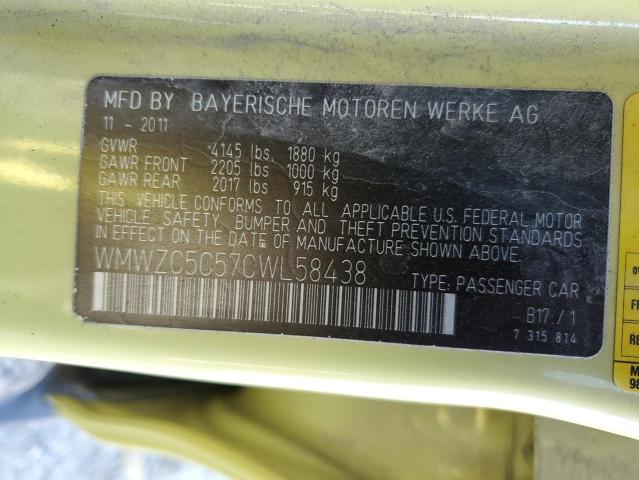 MFD BY BAYERISCHE MOTOREN WERKE AG
11 - 2011
GVWR 4145 lbs. 1880 kg
GAWR FRONT 2205 lbs 1000 kg
GAWR REAR 2017 lbs 915 kg
THIS VEHICLE CONFORMS TO ALL APPLICABLE U.S. FEDERAL MOTOR
VEHICLE, SAFETY, BUMPER AND THEFT PREVENTION STANDARDS
IN EFFECT ON THE DATE OF MANUFACTURE SHOWN ABOVE.
WMWZC5C57CWL58438 TYPE: PASSENGER CAR
B17/1
7 315 814
FR
RE
M
98